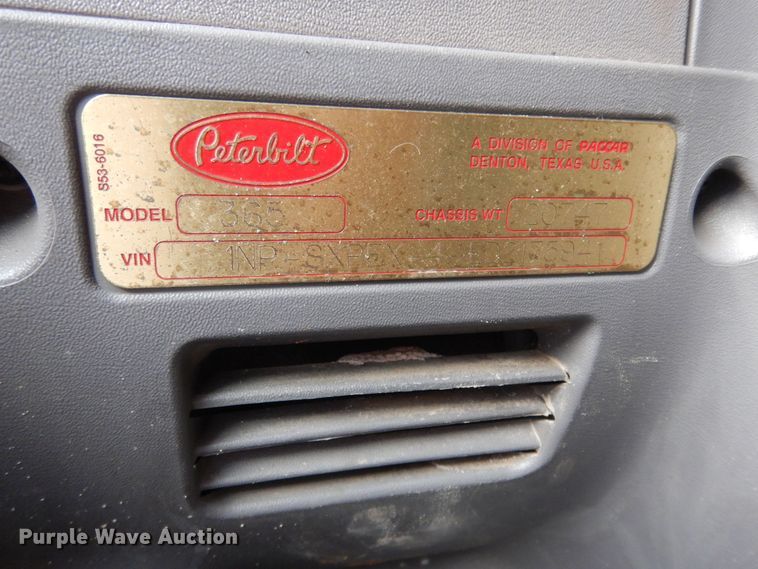 S53-6016
Peterbilt
A DIVISION OF PACCAR
DENTON, TEXAS U.S.A.
MODEL 365
CHASSIS WT
VIN
Purple Wave Auction